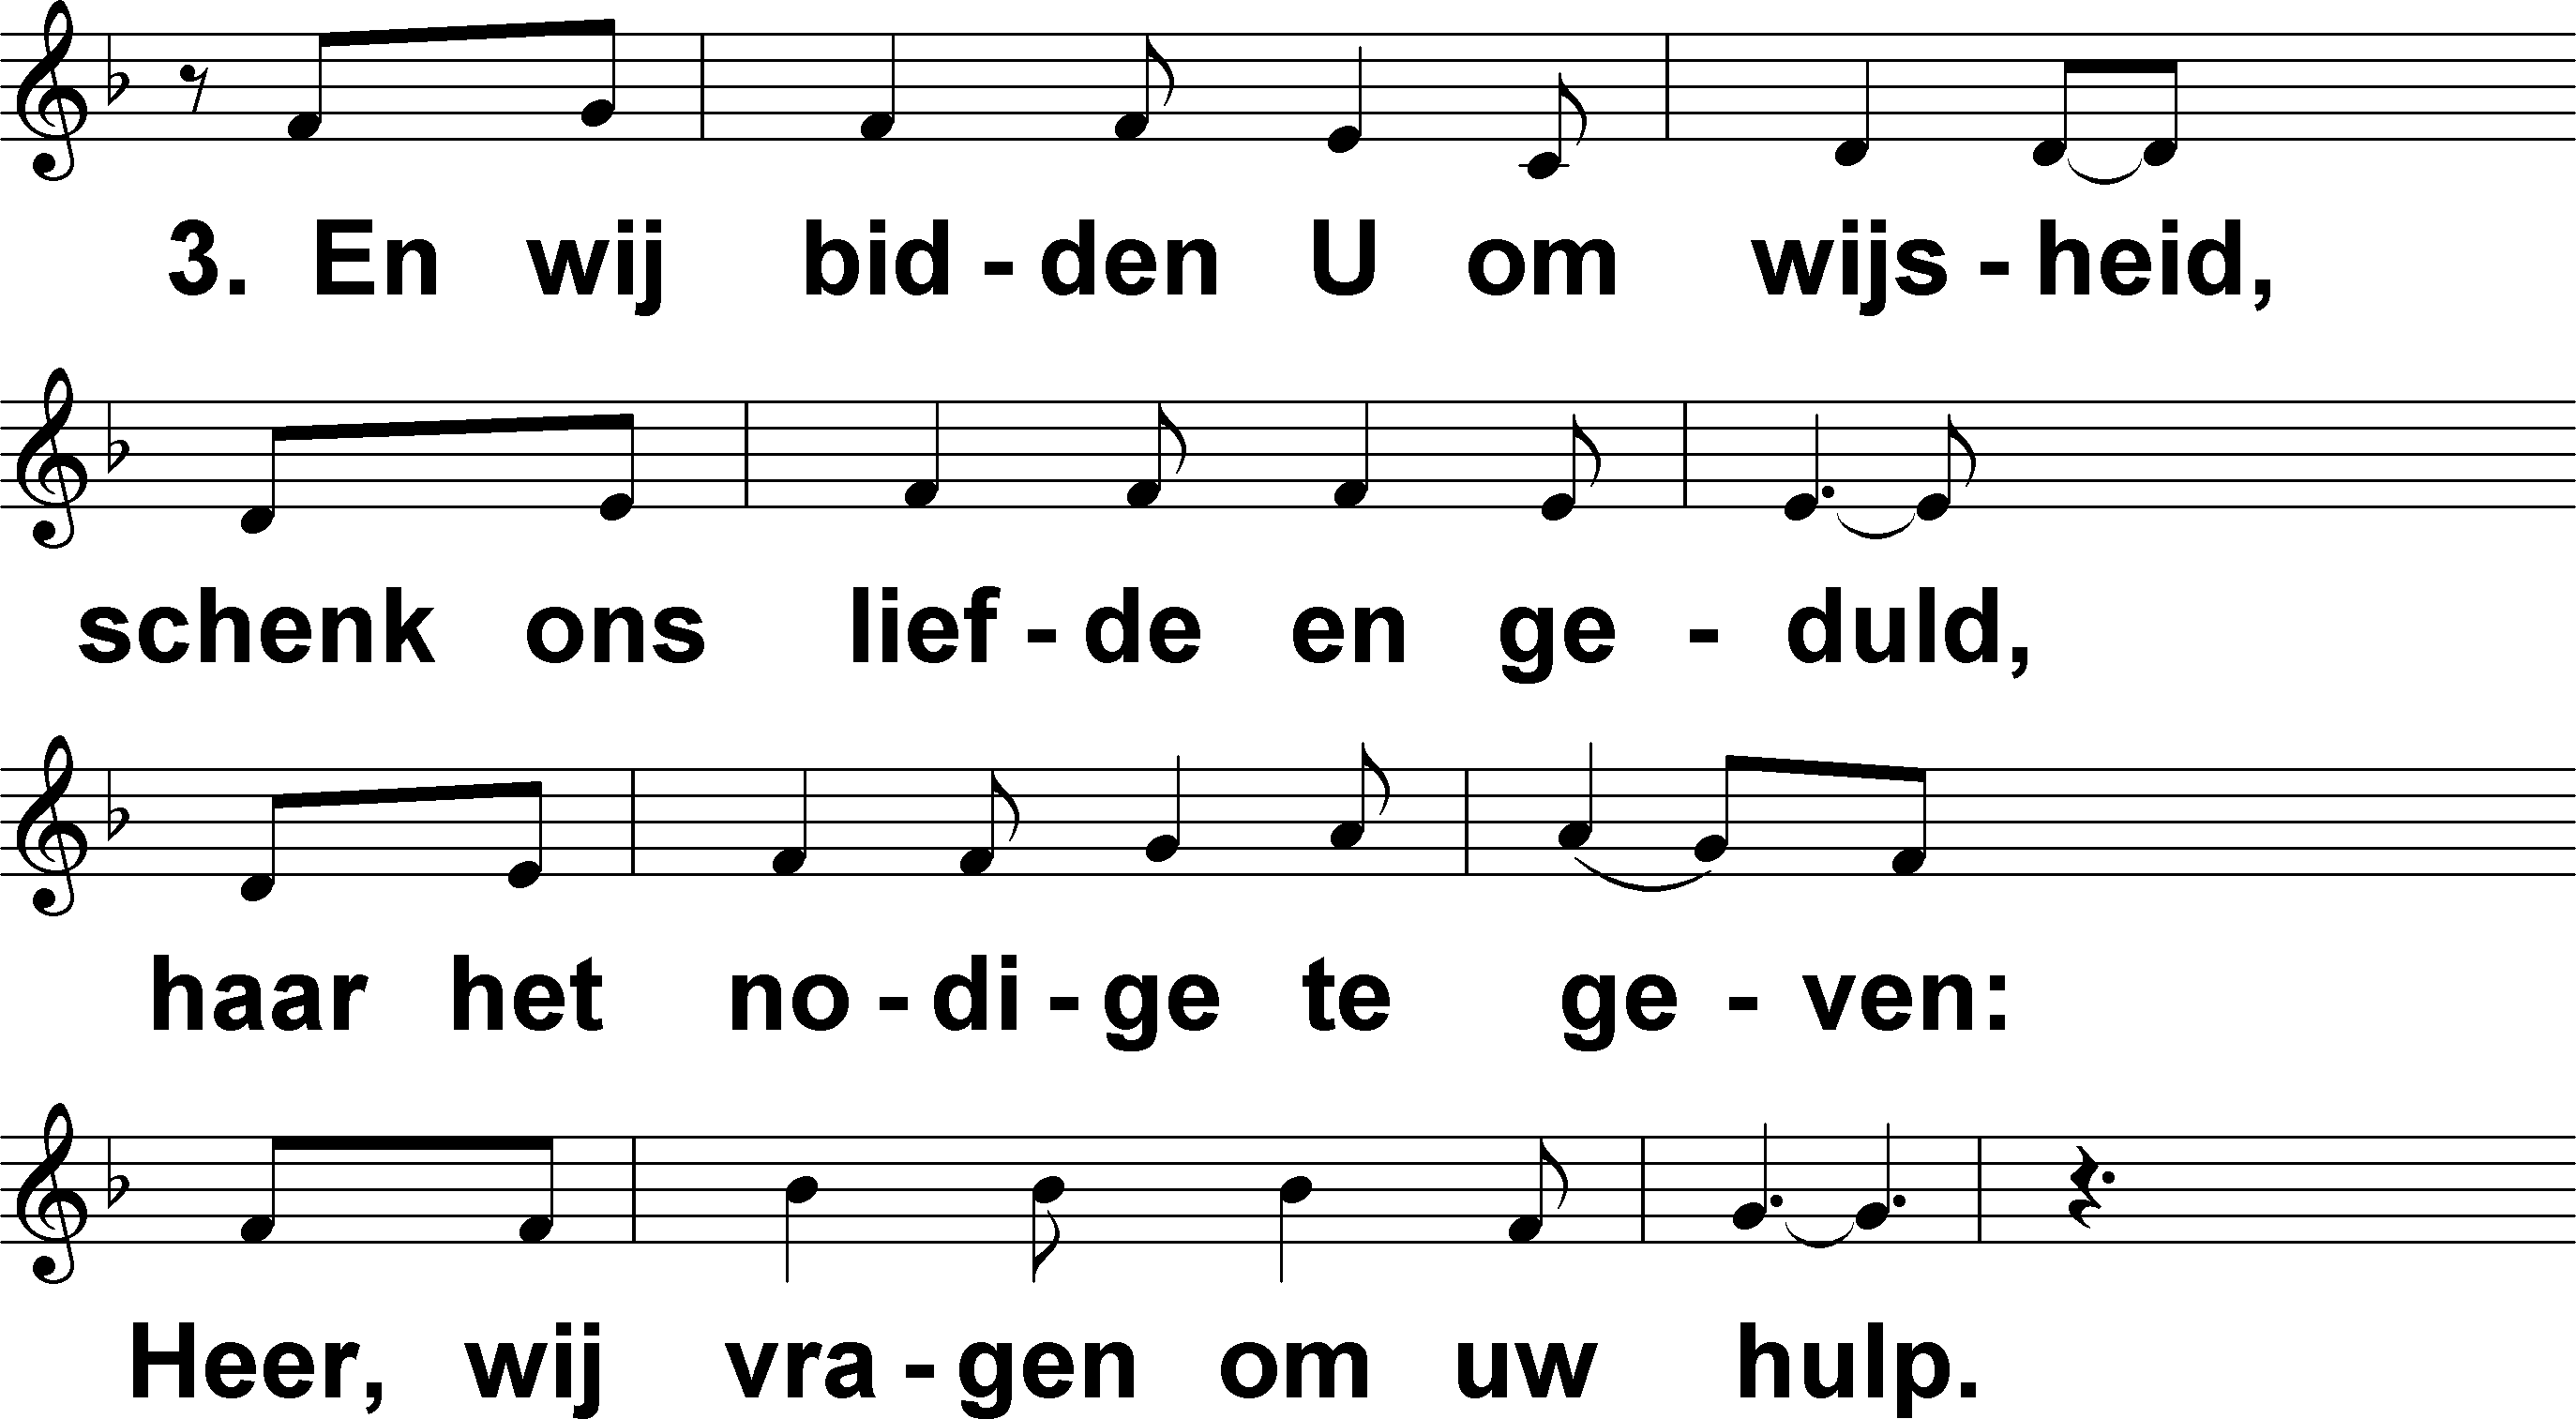 3. En wij bid - den U om wijs - heid,
schenk ons lief - de en ge - duld,
haar het no - di - ge te ge - ven:
Heer, wij vra - gen om uw hulp.